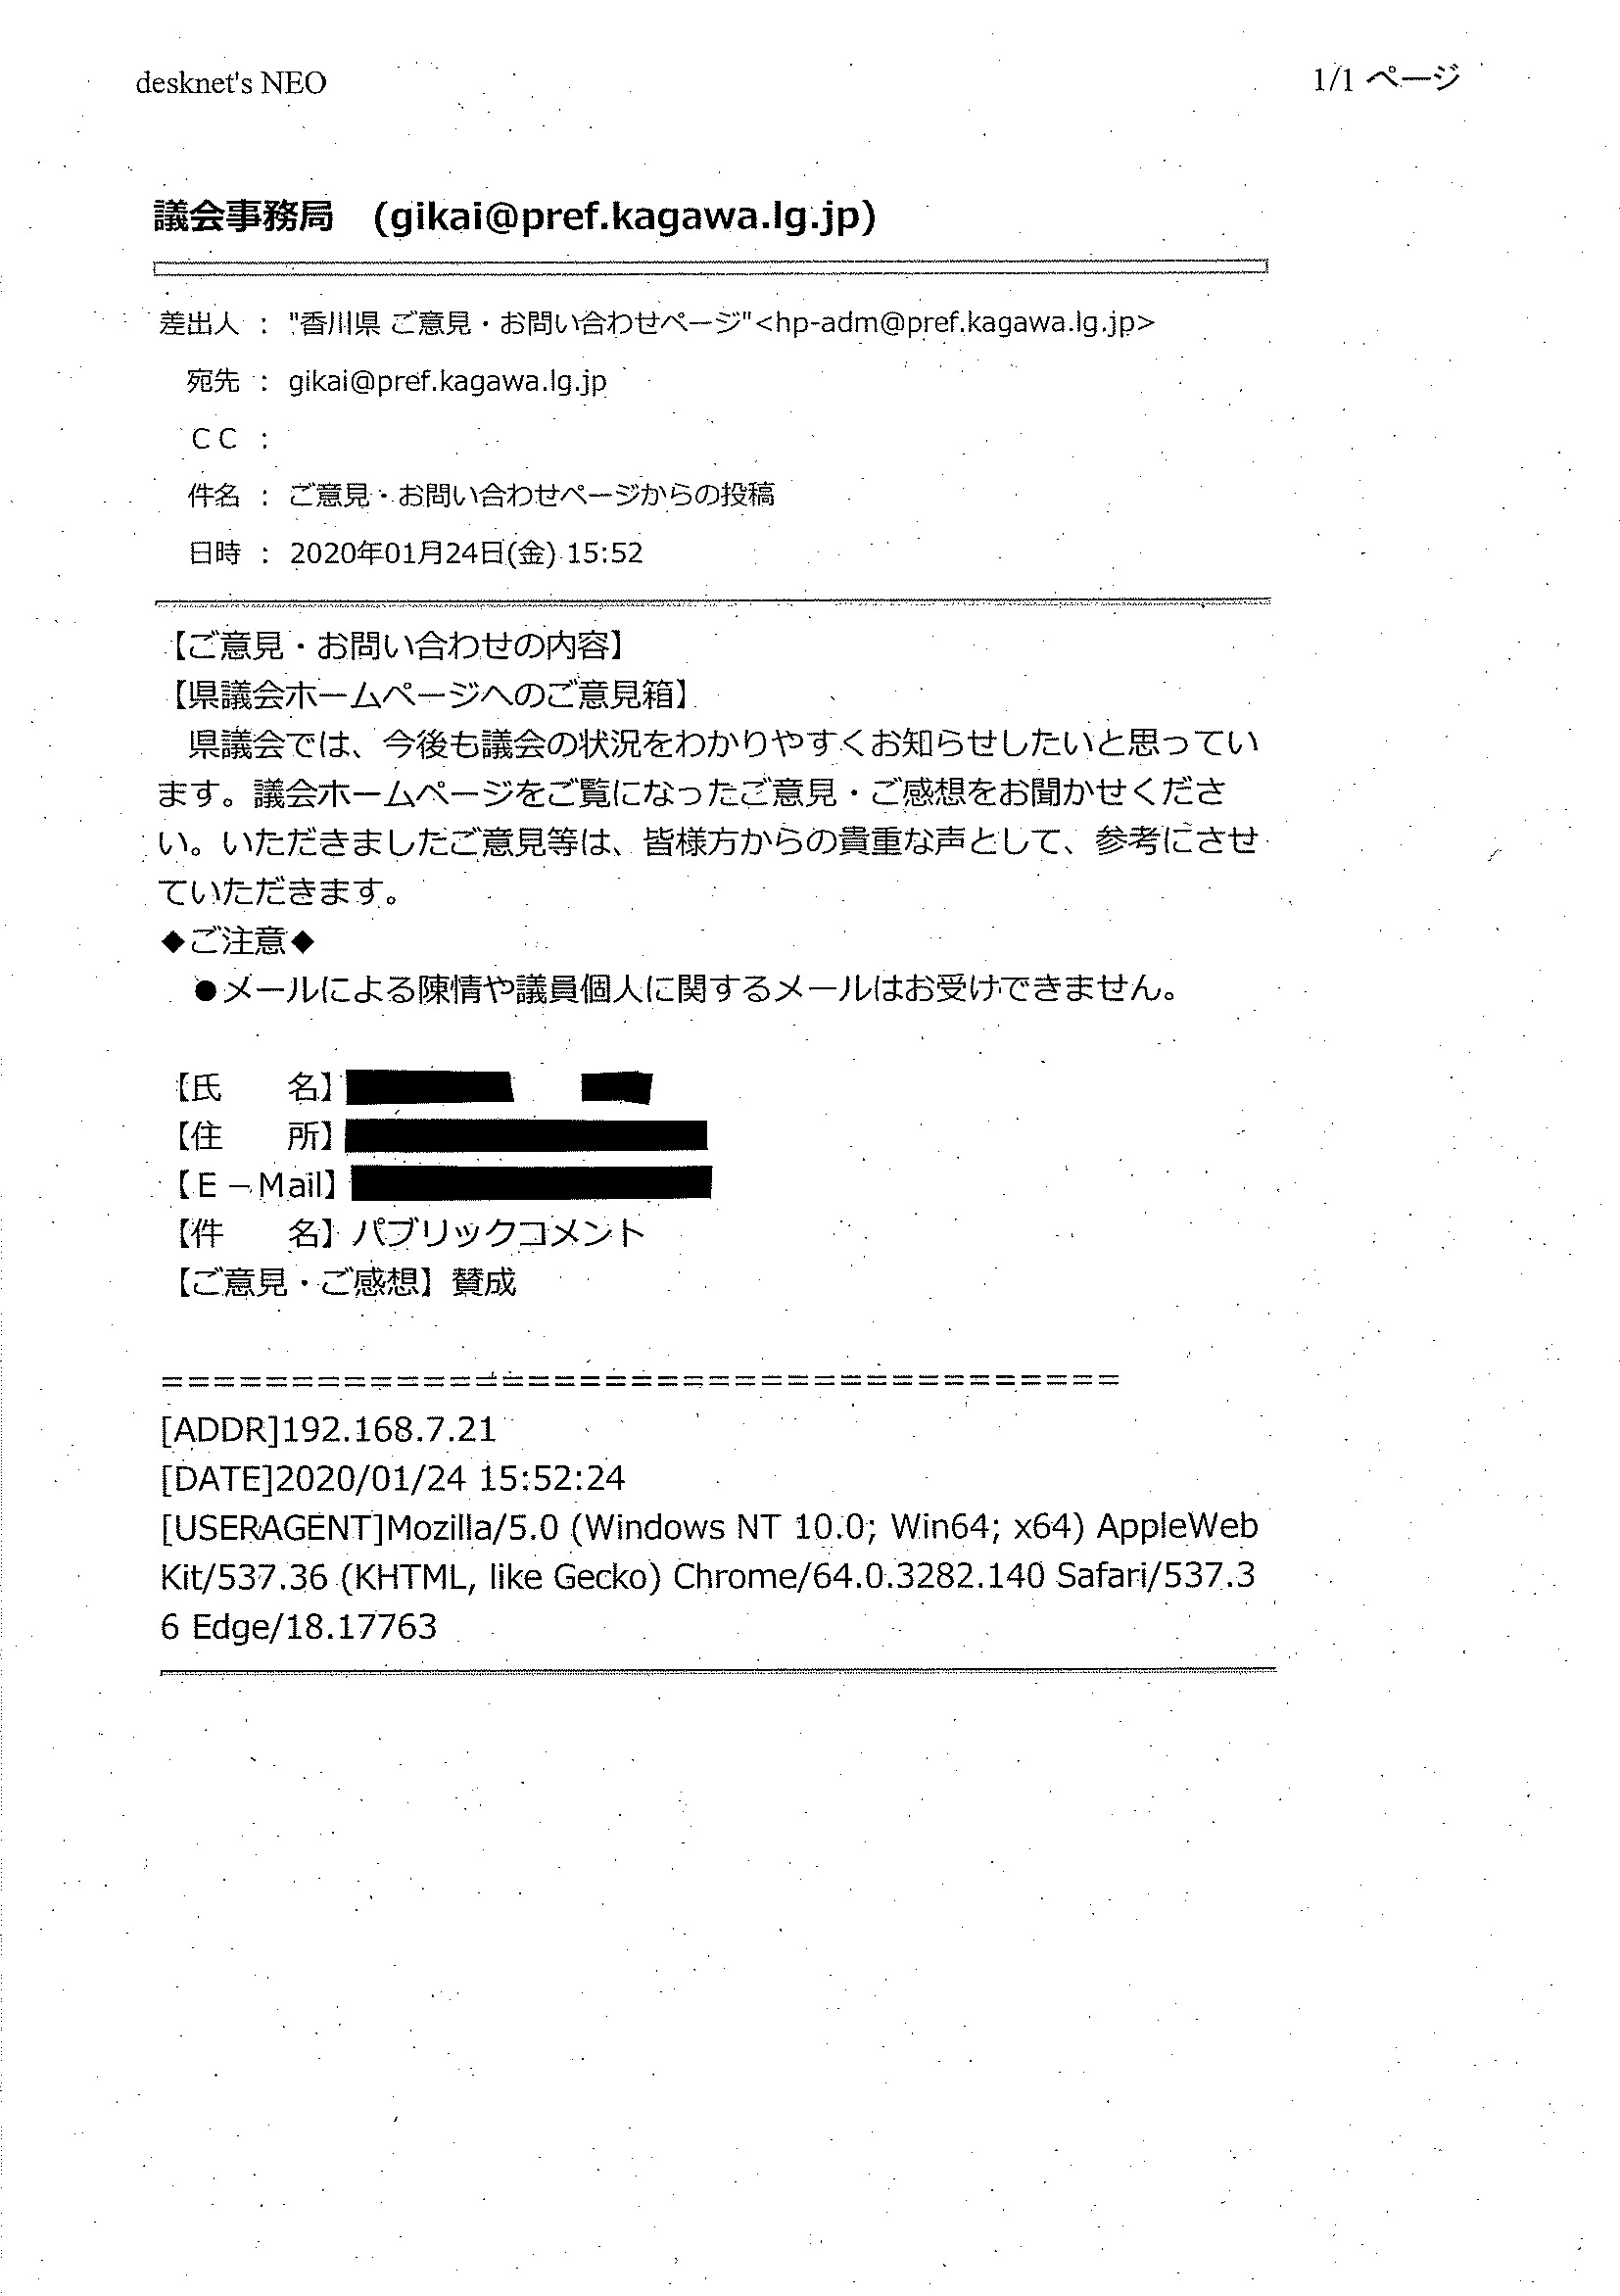 desknet's NEO
1/1 ページ
議会事務局　(gikai@pref.kagawa.lg.jp)
差出人 ： "香川県 ご意見・お問い合わせページ"<hp-adm@pref.kagawa.lg.jp>
宛先 ： gikai@pref.kagawa.lg.jp
ＣＣ ：
件名 ： ご意見・お問い合わせページからの投稿
日時 ： 2020年01月24日(金) 15:52
【ご意見・お問い合わせの内容】
【県議会ホームページへのご意見箱】
　県議会では、今後も議会の状況をわかりやすくお知らせしたいと思ってい
ます。議会ホームページをご覧になったご意見・ご感想をお聞かせくださ
い。いただきましたご意見等は、皆様方からの貴重な声として、参考にさせ
ていただきます。
◆ご注意◆
　●メールによる陳情や議員個人に関するメールはお受けできません。
【氏　　名】
【住　　所】
【Ｅ－Mail】
【件　　名】パブリックコメント
【ご意見・ご感想】賛成
=====================================
[ADDR]192.168.7.21
[DATE]2020/01/24 15:52:24
[USERAGENT]Mozilla/5.0 (Windows NT 10.0; Win64; x64) AppleWeb
Kit/537.36 (KHTML, like Gecko) Chrome/64.0.3282.140 Safari/537.3
6 Edge/18.17763